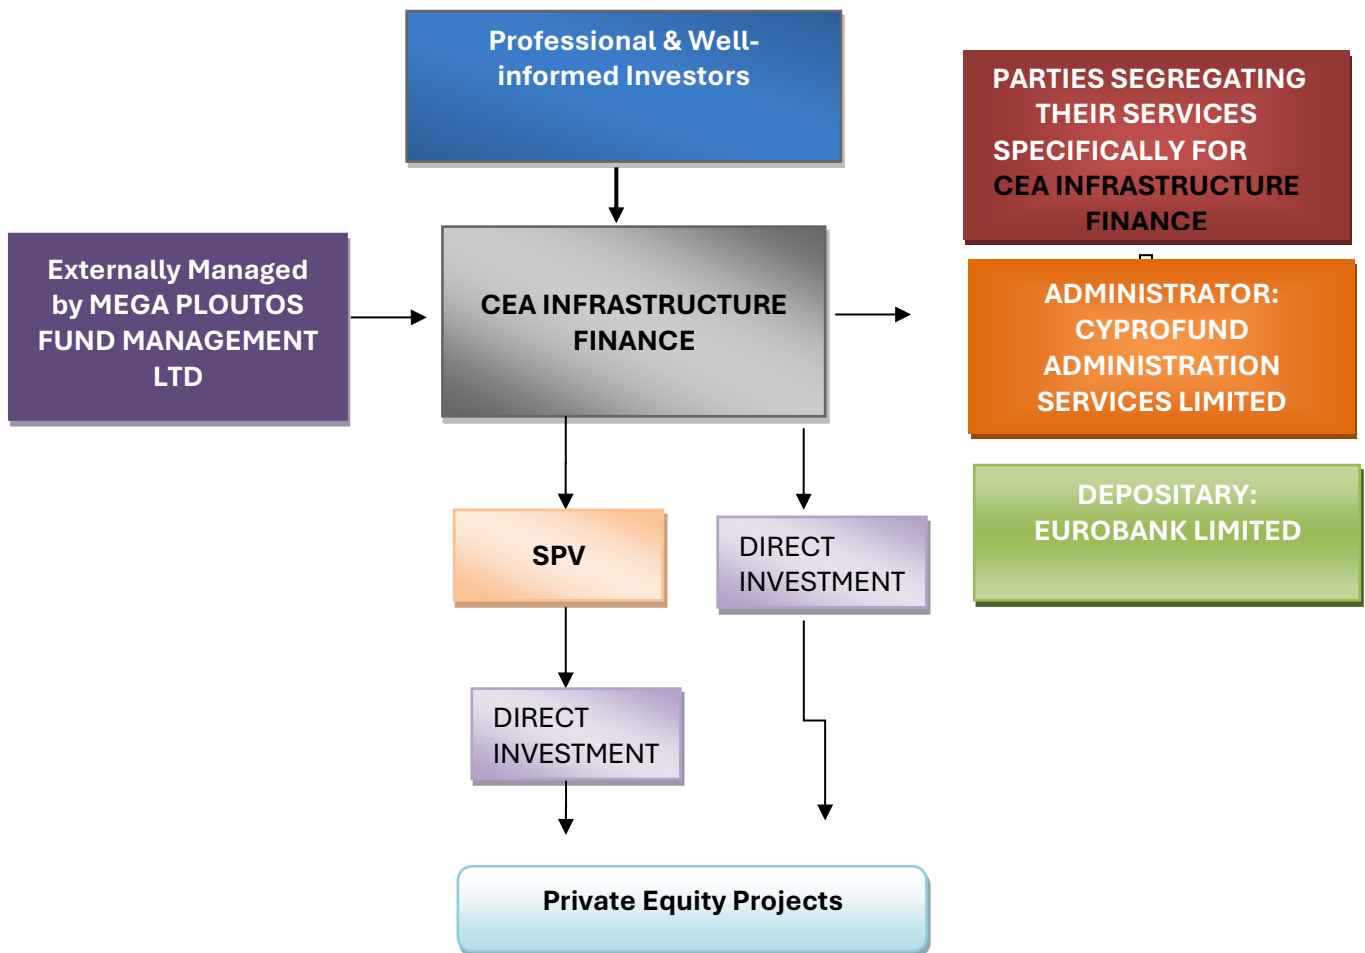 Professional & Well-
informed Investors
PARTIES SEGREGATING
THEIR SERVICES
SPECIFICALLY FOR
CEA INFRASTRUCTURE
FINANCE
Externally Managed
by MEGA PLOUTOS
FUND MANAGEMENT
LTD
CEA INFRASTRUCTURE
FINANCE
ADMINISTRATOR:
CYPROFUND
ADMINISTRATION
SERVICES LIMITED
DEPOSITARY:
EUROBANK LIMITED
SPV
DIRECT
INVESTMENT
DIRECT
INVESTMENT
Private Equity Projects